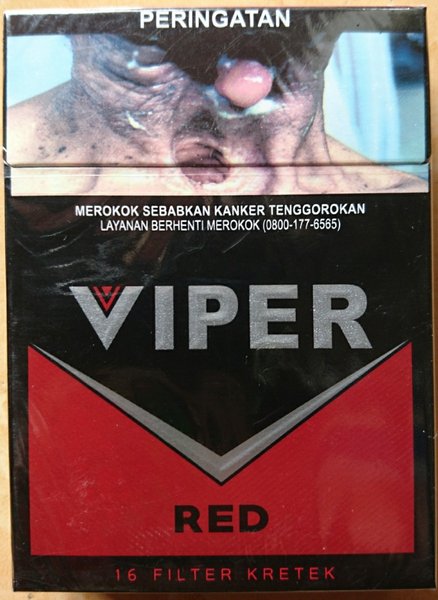 PERINGATAN
MEROKOK SEBABKAN KANKER TENGGOROKAN
LAYANAN BERHENTI MEROKOK (0800-177-6565)
VIPER
RED
16 FILTER KRETEK